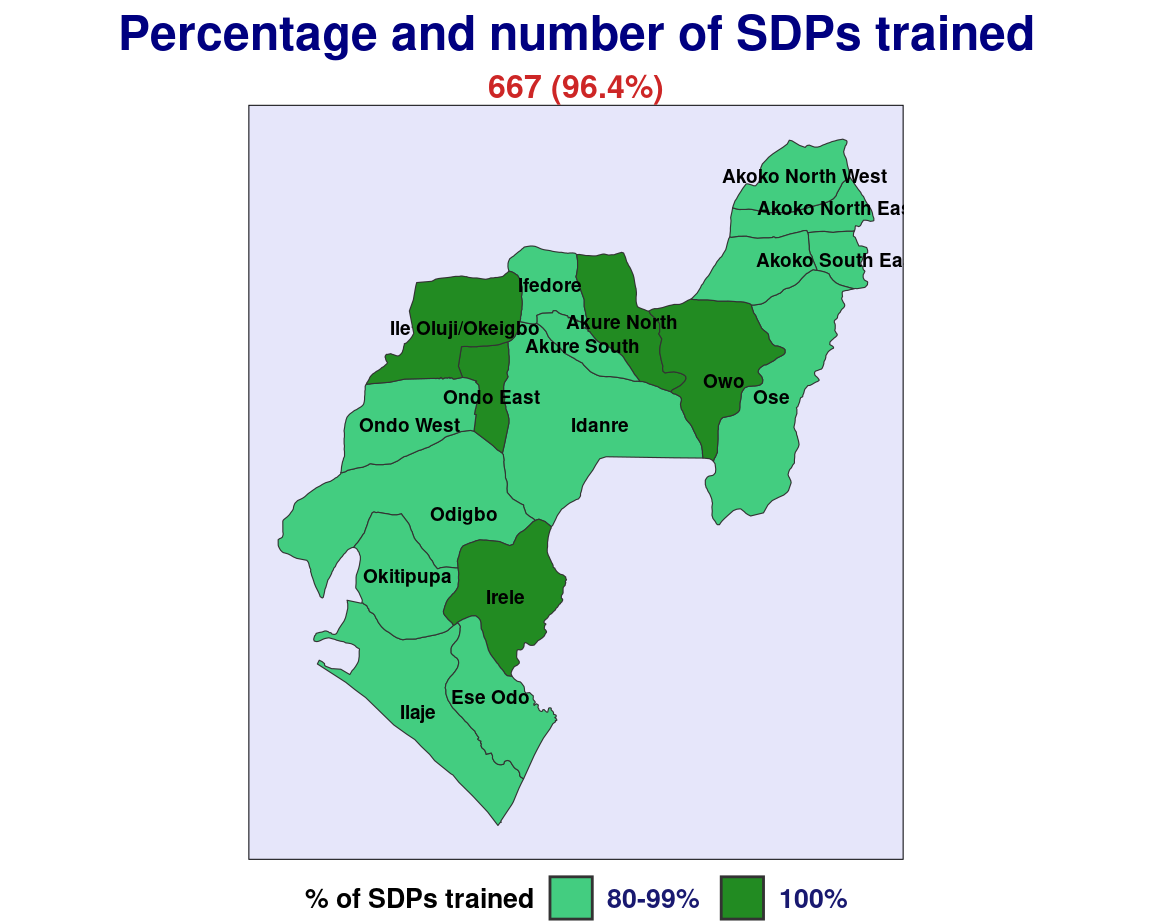 Percentage and number of SDPs trained
667 (96.4%)
Akoko North West
Akoko North Eas
Akoko South Ea
Ifedore
Ile Oluji/Okeigbo
Akure North
Akure South
Owo
Ondo East
Ose
Ondo West
Idanre
Odigbo
Okitipupa
Irele
Ese Odo
Ilaje
% of SDPs trained 80-99% 100%